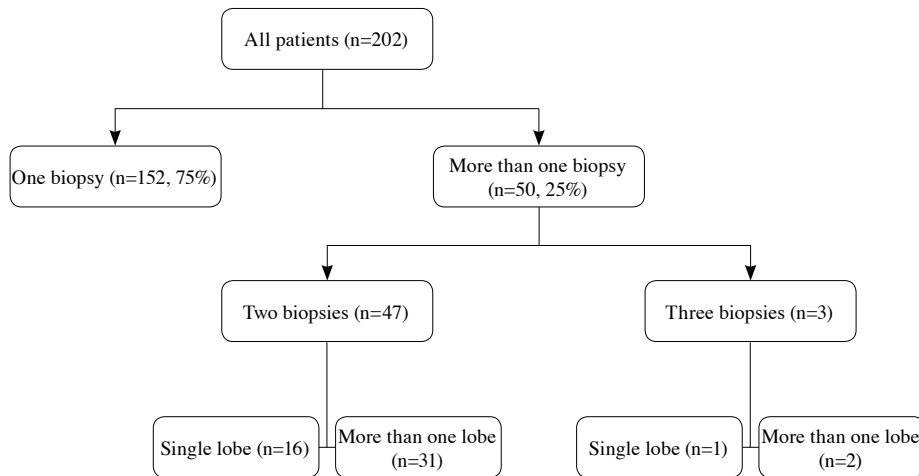 All patients (n=202)
One biopsy (n=152, 75%)
More than one biopsy
(n=50, 25%)
Two biopsies (n=47)
Three biopsies (n=3)
Single lobe (n=16)
More than one lobe
(n=31)
Single lobe (n=1)
More than one lobe
(n=2)